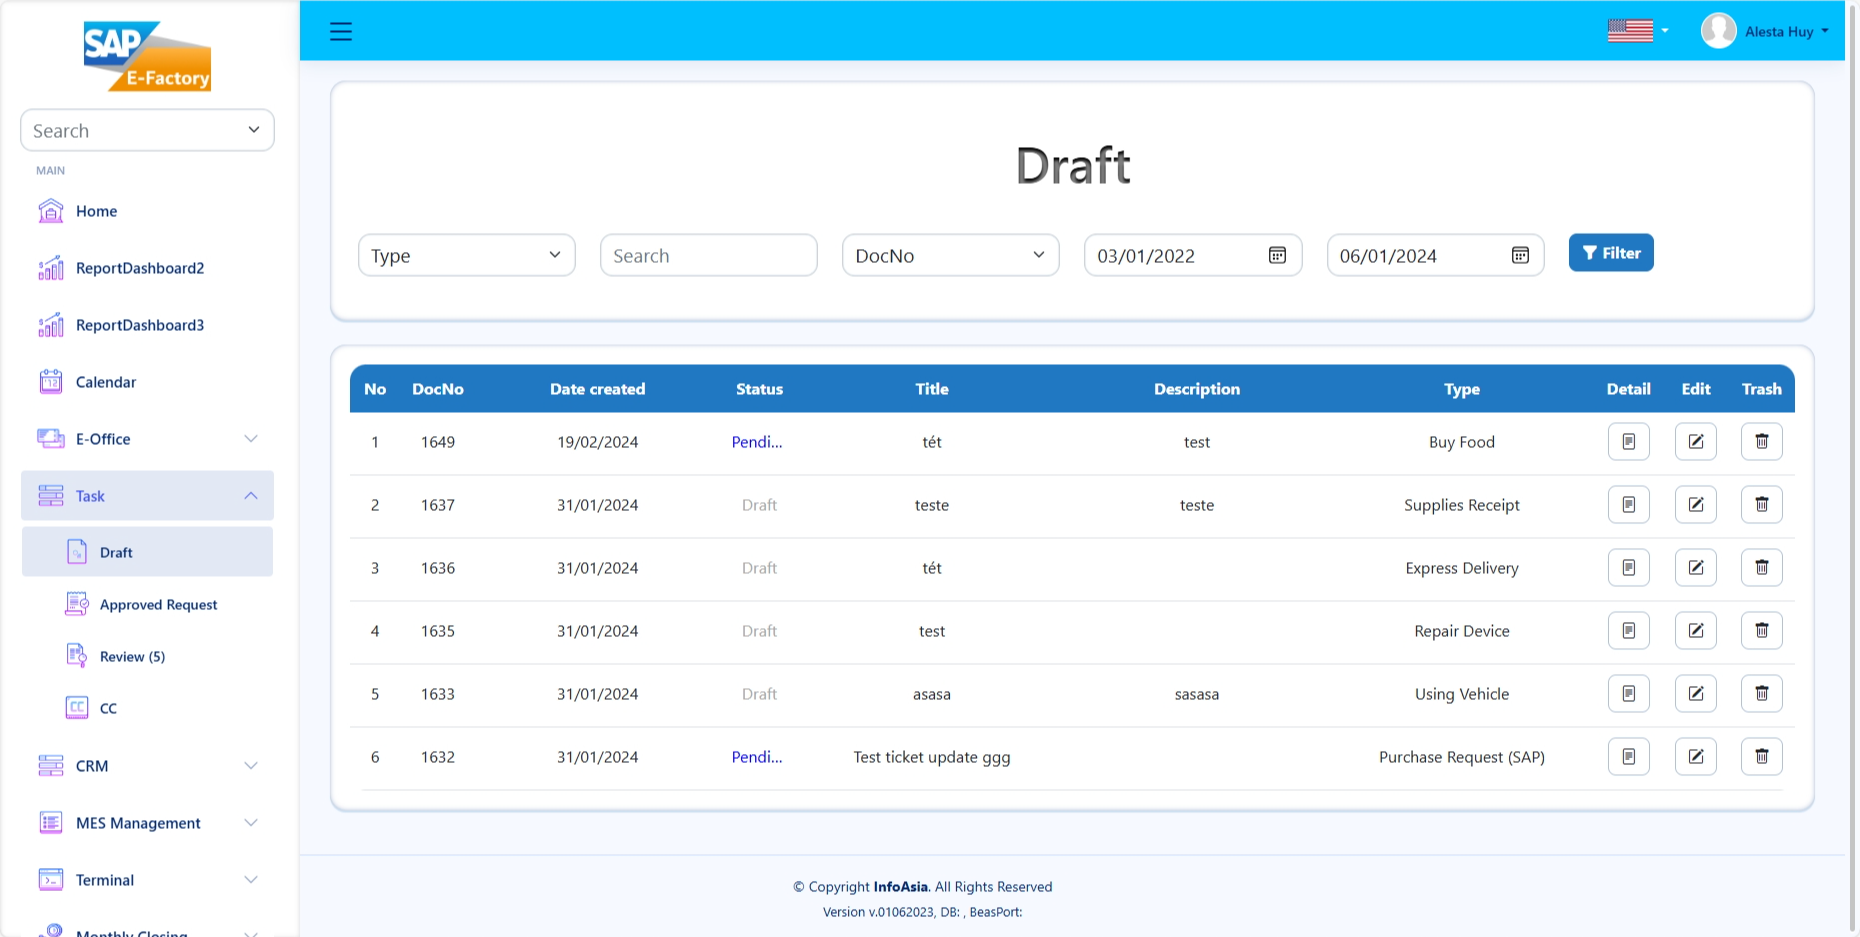 SAP
E-Factory
Search
MAIN
Home
ReportDashboard2
ReportDashboard3
Calendar
E-Office
Task
Draft
Approved Request
Review (5)
CC
CRM
MES Management
Terminal
Monthly Closing
Alesta Huy
Draft
Type Search DocNo 03/01/2022 06/01/2024 Filter
No DocNo Date created Status Title Description Type Detail Edit Trash
1 1649 19/02/2024 Pendi... tét test Buy Food
2 1637 31/01/2024 Draft teste teste Supplies Receipt
3 1636 31/01/2024 Draft tét Express Delivery
4 1635 31/01/2024 Draft test Repair Device
5 1633 31/01/2024 Draft asasa sasasa Using Vehicle
6 1632 31/01/2024 Pendi... Test ticket update ggg Purchase Request (SAP)
© Copyright InfoAsia. All Rights Reserved
Version v.01062023, DB: , BeasPort: